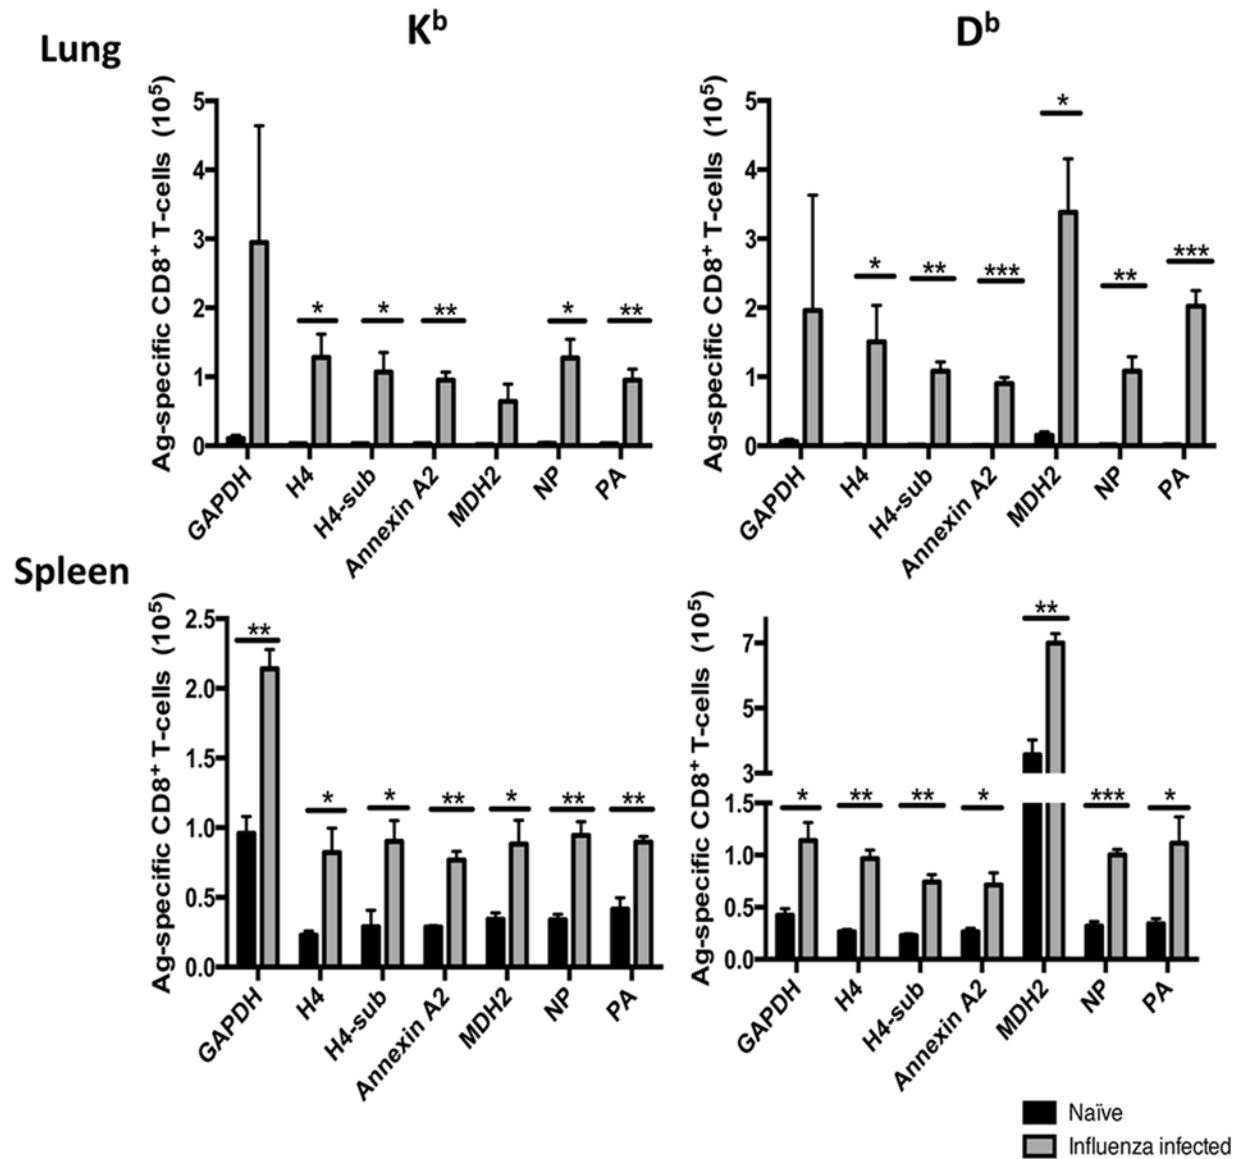 Lung
K^b
D^b
Ag-specific CD8⁺ T-cells (10⁵)
5
4
3
2
1
0
* * ** * **
GAPDH H4 H4-sub Annexin A2 MDH2 NP PA
Ag-specific CD8⁺ T-cells (10⁵)
5
4
3
2
1
0
* ** *** * ** ***
GAPDH H4 H4-sub Annexin A2 MDH2 NP PA
Spleen
Ag-specific CD8⁺ T-cells (10⁵)
2.5
2.0
1.5
1.0
0.5
0.0
** * * ** * ** **
GAPDH H4 H4-sub Annexin A2 MDH2 NP PA
Ag-specific CD8⁺ T-cells (10⁵)
7
5
3
1.5
1.0
0.5
0.0
* ** ** * ** *** *
GAPDH H4 H4-sub Annexin A2 MDH2 NP PA
Naïve
Influenza infected